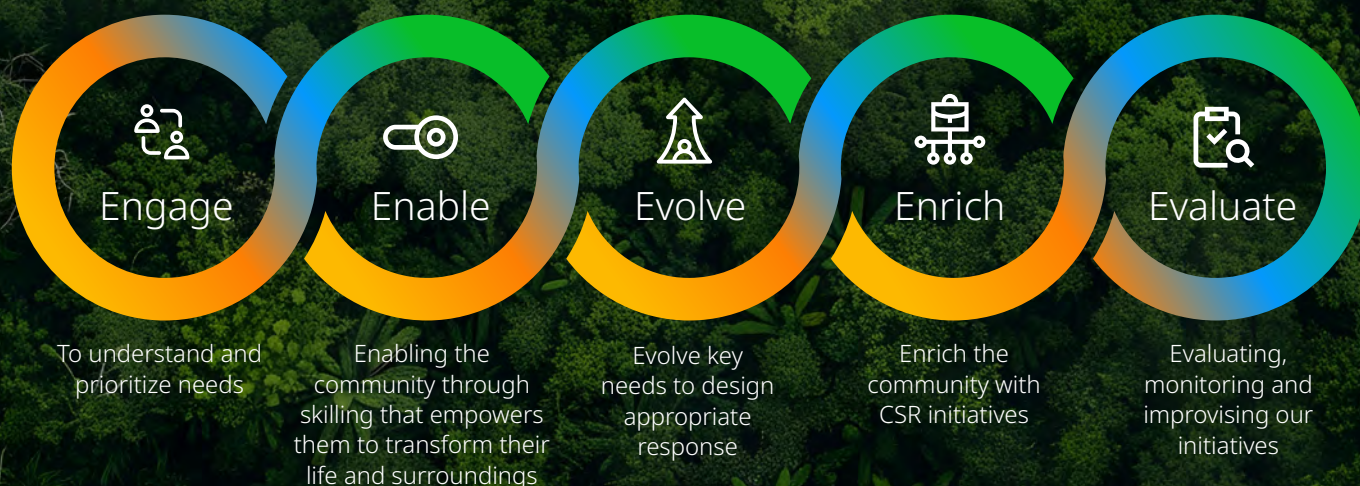 Engage
To understand and
prioritize needs
Enable
Enabling the
community through
skilling that empowers
them to transform their
life and surroundings
Evolve
Evolve key
needs to design
appropriate
response
Enrich
Enrich the
community with
CSR initiatives
Evaluate
Evaluating,
monitoring and
improvising our
initiatives